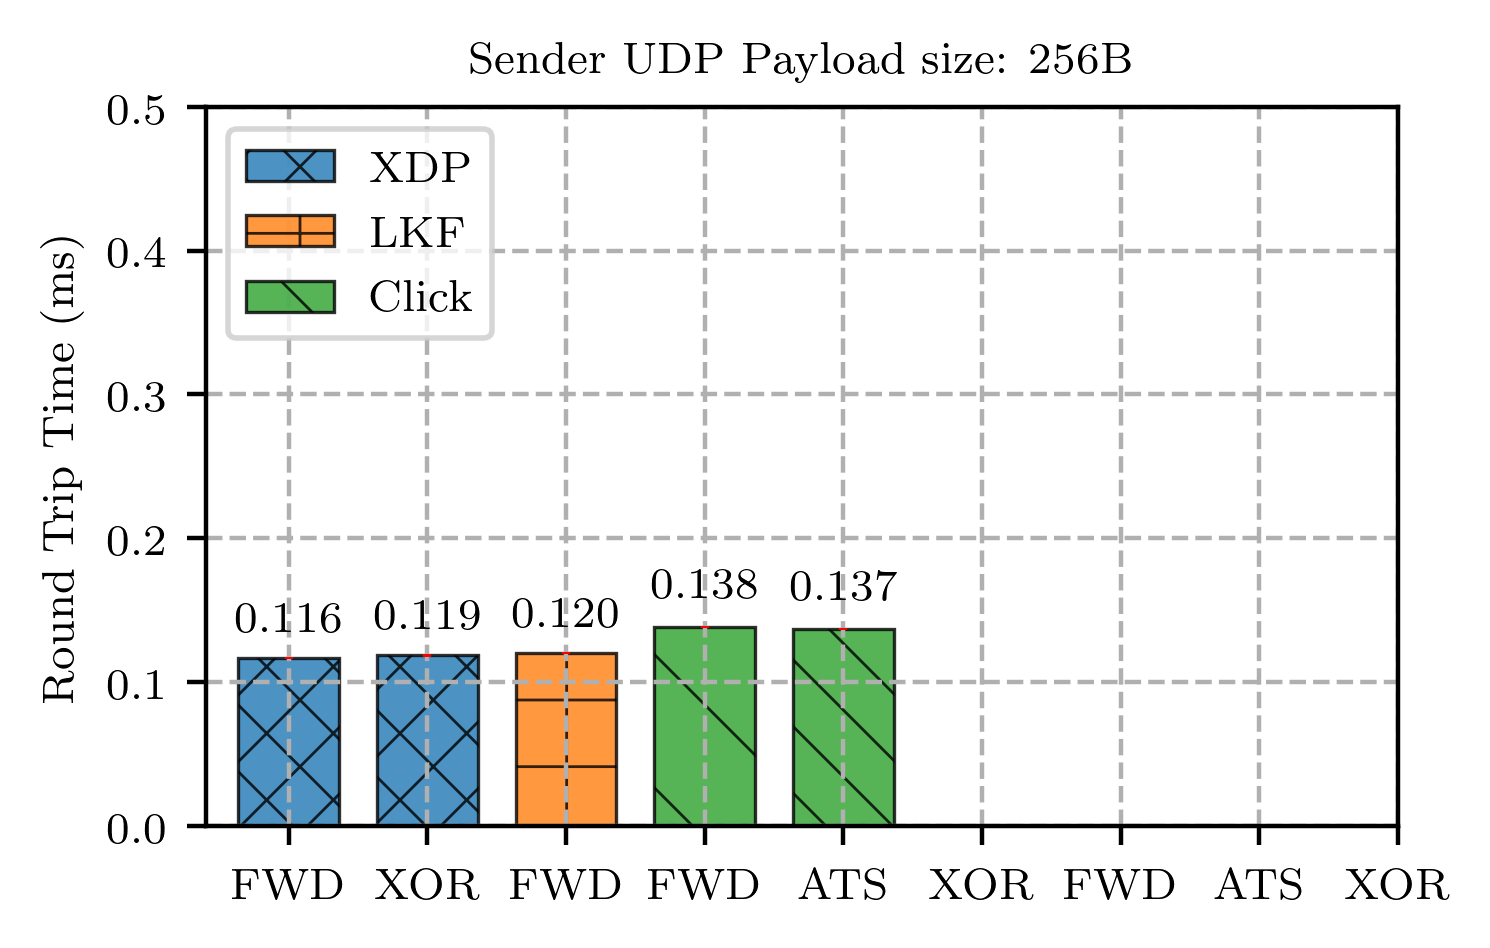 Sender UDP Payload size: 256B
Round Trip Time (ms)
0.5
0.4
0.3
0.2
0.1
0.0
XDP
LKF
Click
0.116 0.119 0.120 0.138 0.137
FWD XOR FWD FWD ATS XOR FWD ATS XOR